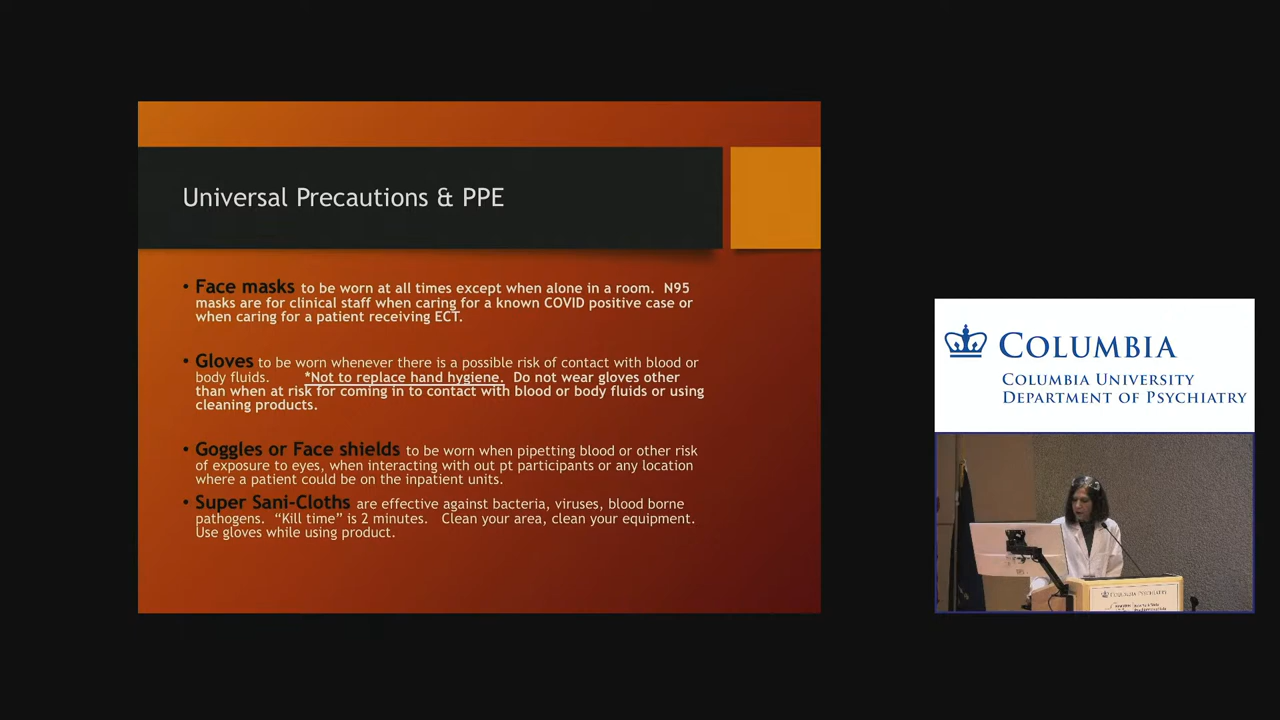 Universal Precautions & PPE
• Face masks to be worn at all times except when alone in a room. N95
masks are for clinical staff when caring for a known COVID positive case or
when caring for a patient receiving ECT.
• Gloves to be worn whenever there is a possible risk of contact with blood or
body fluids. *Not to replace hand hygiene. Do not wear gloves other
than when at risk for coming in to contact with blood or body fluids or using
cleaning products.
• Goggles or Face shields to be worn when pipetting blood or other risk
of exposure to eyes, when interacting with out pt participants or any location
where a patient could be on the inpatient units.
• Super Sani-Cloths are effective against bacteria, viruses, blood borne
pathogens. “Kill time” is 2 minutes. Clean your area, clean your equipment.
Use gloves while using product.
COLUMBIA
COLUMBIA UNIVERSITY
DEPARTMENT OF PSYCHIATRY
COLUMBIA PSYCHIATRY